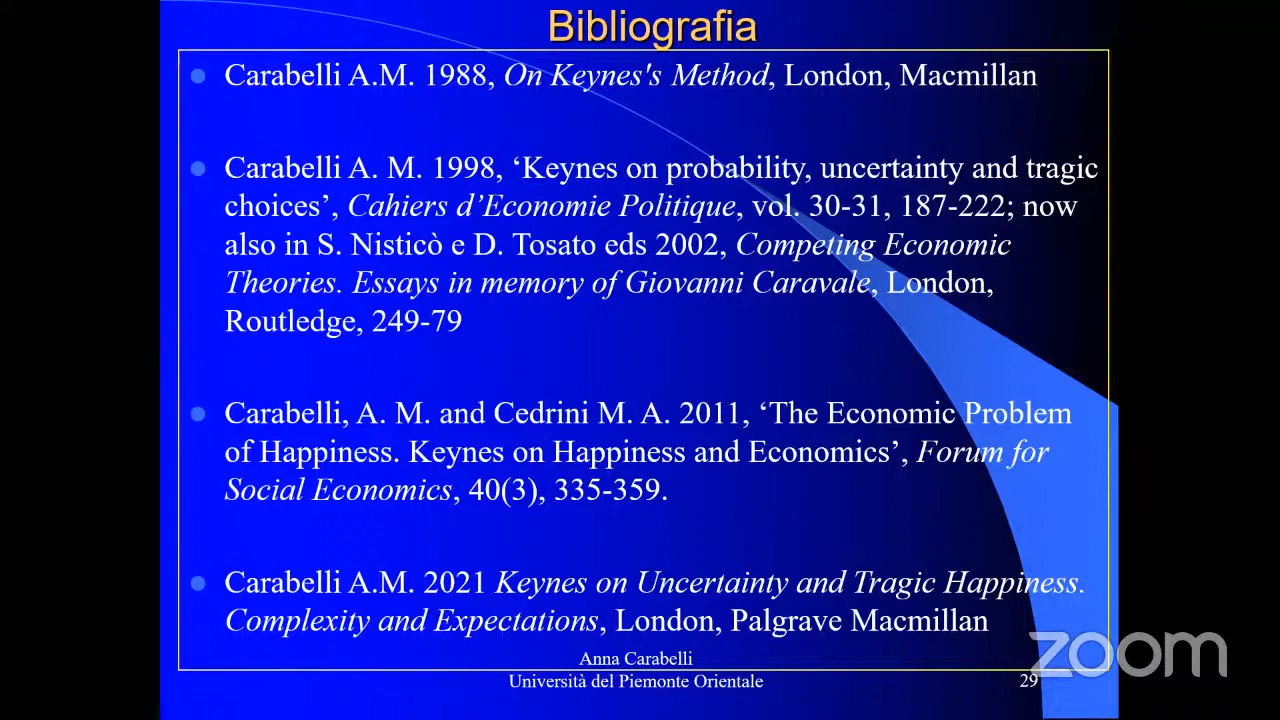 Bibliografia
Carabelli A.M. 1988, On Keynes's Method, London, Macmillan
Carabelli A. M. 1998, ‘Keynes on probability, uncertainty and tragic
choices’, Cahiers d’Economie Politique, vol. 30-31, 187-222; now
also in S. Nisticò e D. Tosato eds 2002, Competing Economic
Theories. Essays in memory of Giovanni Caravale, London,
Routledge, 249-79
Carabelli, A. M. and Cedrini M. A. 2011, ‘The Economic Problem
of Happiness. Keynes on Happiness and Economics’, Forum for
Social Economics, 40(3), 335-359.
Carabelli A.M. 2021 Keynes on Uncertainty and Tragic Happiness.
Complexity and Expectations, London, Palgrave Macmillan
Anna Carabelli
Università del Piemonte Orientale
29
zoom